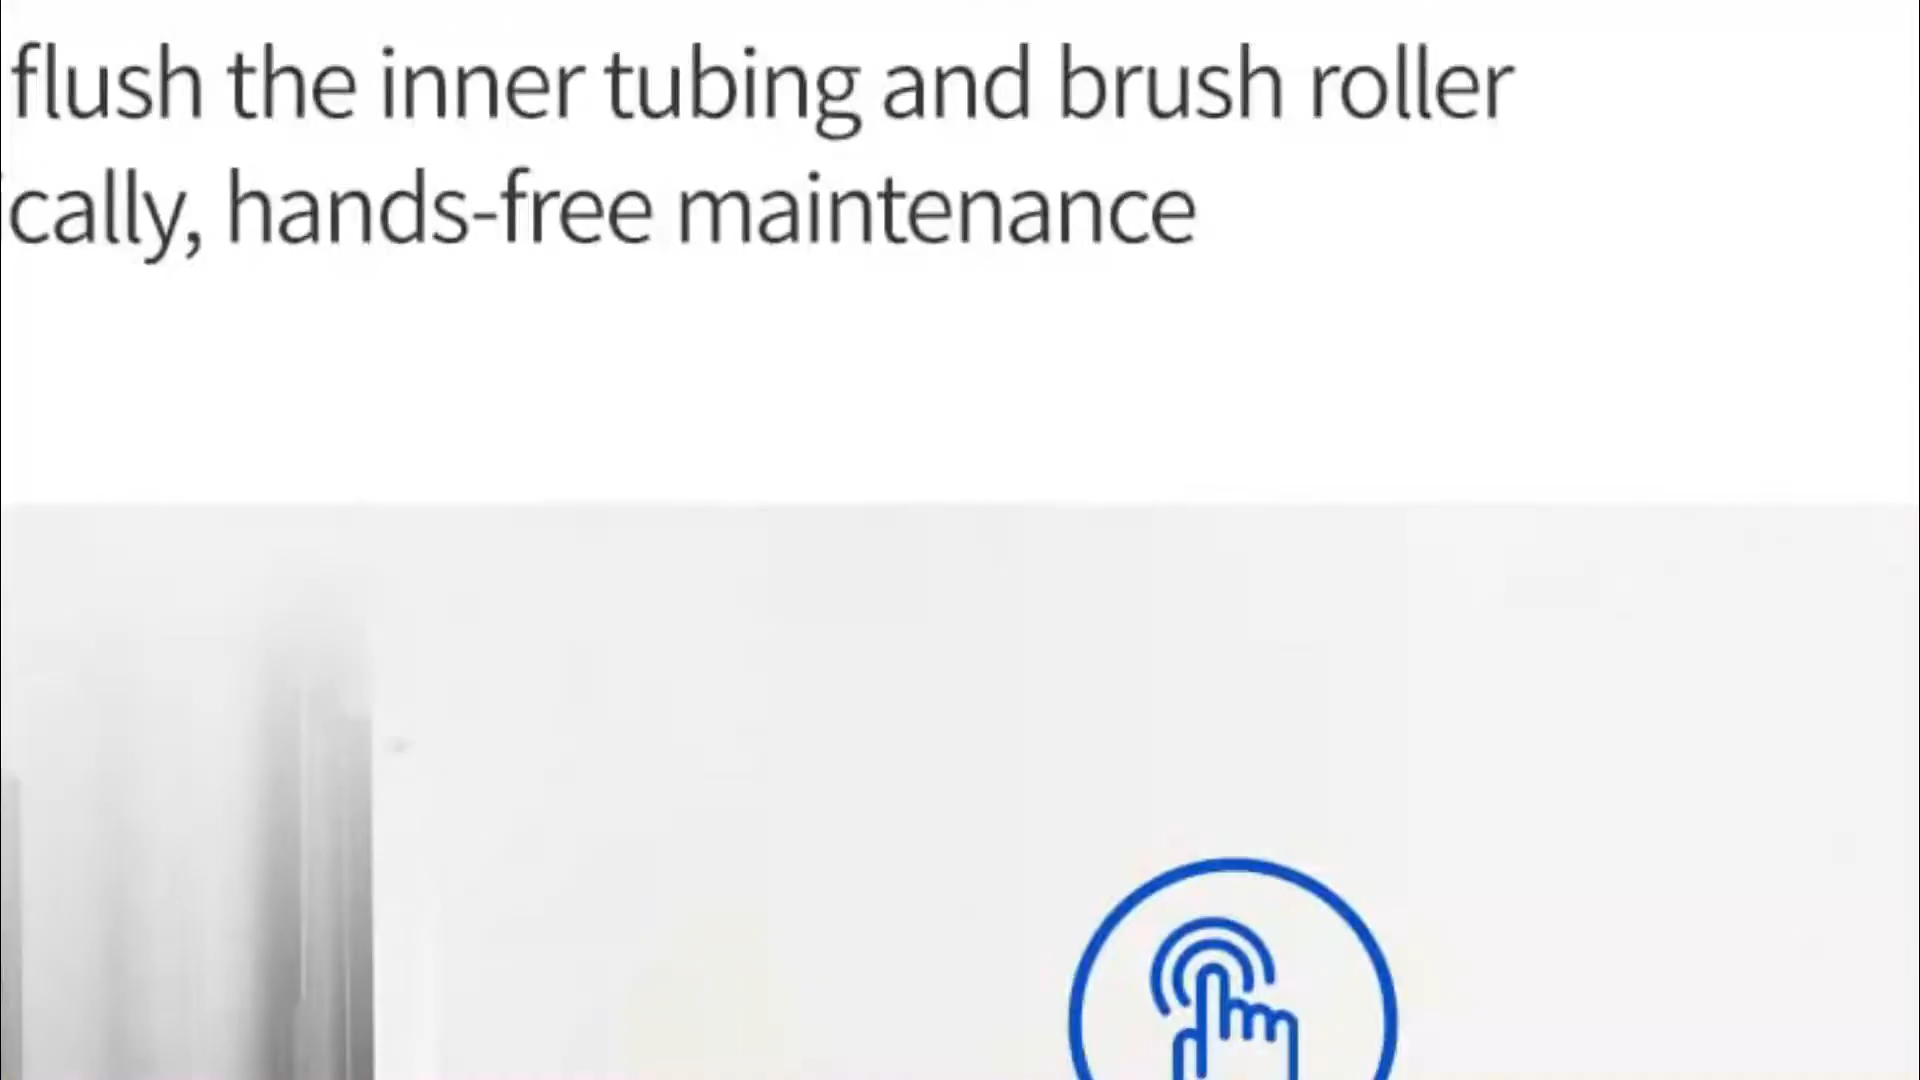 flush the inner tubing and brush roller
cally, hands-free maintenance